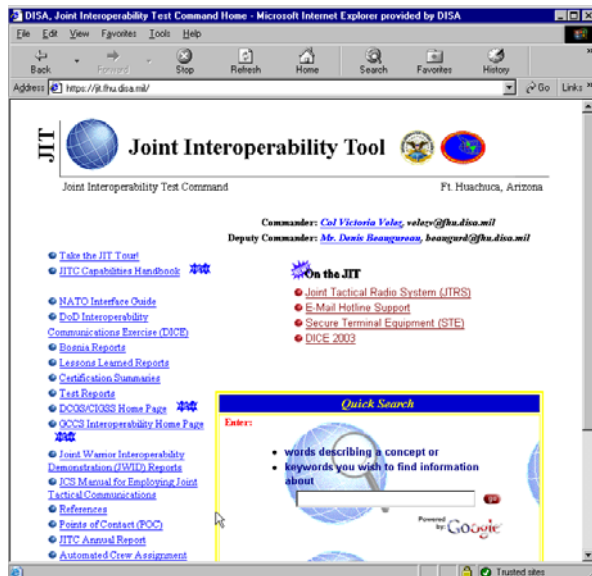 DISA, Joint Interoperability Test Command Home - Microsoft Internet Explorer provided by DISA
File Edit View Favorites Tools Help
Back Forward Stop Refresh Home Search Favorites History
Address https://jit.fhu.disa.mil/ Go Links
JIT
Joint Interoperability Tool
Joint Interoperability Test Command Ft. Huachuca, Arizona
Commander: Col Victoria Velez, velezv@fhu.disa.mil
Deputy Commander: Mr. Denis Beaugureau, beaugurd@fhu.disa.mil
Take the JIT Tour!
JITC Capabilities Handbook
NATO Interface Guide
DoD Interoperability
Communications Exercise (DICE)
Bosnia Reports
Lessons Learned Reports
Certification Summaries
Test Reports
DCGS/CIGSS Home Page
GCCS Interoperability Home Page
Joint Warrior Interoperability
Demonstration (JWID) Reports
JCS Manual for Employing Joint
Tactical Communications
References
Points of Contact (POC)
JITC Annual Report
Automated Crew Assignment
On the JIT
Joint Tactical Radio System (JTRS)
E-Mail Hotline Support
Secure Terminal Equipment (STE)
DICE 2003
Quick Search
Enter:
words describing a concept or
keywords you wish to find information
about
go
Powered
by: Google
Trusted sites